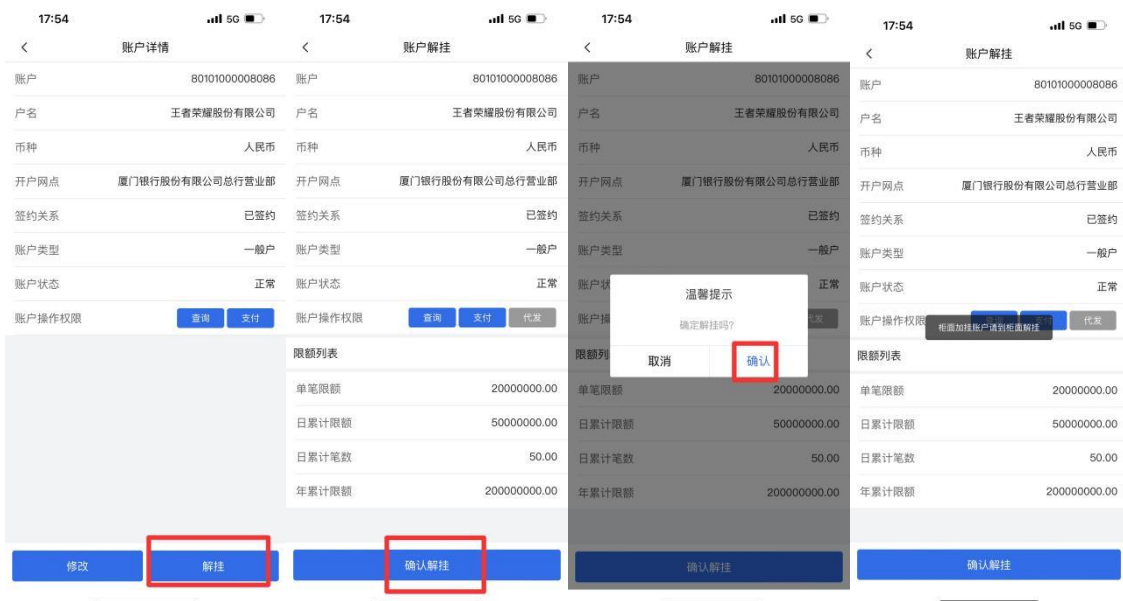 17:54
5G
账户详情
账户 80101000008086
户名 王者荣耀股份有限公司
币种 人民币
开户网点 厦门银行股份有限公司总行营业部
签约关系 已签约
账户类型 一般户
账户状态 正常
账户操作权限 查询 支付
修改 解挂
17:54
5G
账户解挂
账户 80101000008086
户名 王者荣耀股份有限公司
币种 人民币
开户网点 厦门银行股份有限公司总行营业部
签约关系 已签约
账户类型 一般户
账户状态 正常
账户操作权限 查询 支付 代发
限额列表
单笔限额 20000000.00
日累计限额 50000000.00
日累计笔数 50.00
年累计限额 200000000.00
确认解挂
17:54
5G
账户解挂
账户 80101000008086
户名 王者荣耀股份有限公司
币种 人民币
开户网点 厦门银行股份有限公司总行营业部
签约关系 已签约
账户类型 一般户
账户状 正常
温馨提示
账户操 代发
确定解挂吗?
限额列
取消 确认
单笔限额 20000000.00
日累计限额 50000000.00
日累计笔数 50.00
年累计限额 200000000.00
确认解挂
17:54
5G
账户解挂
账户 80101000008086
户名 王者荣耀股份有限公司
币种 人民币
开户网点 厦门银行股份有限公司总行营业部
签约关系 已签约
账户类型 一般户
账户状态 正常
账户操作权限 代发
柜面加挂账户请到柜面解挂
限额列表
单笔限额 20000000.00
日累计限额 50000000.00
日累计笔数 50.00
年累计限额 200000000.00
确认解挂